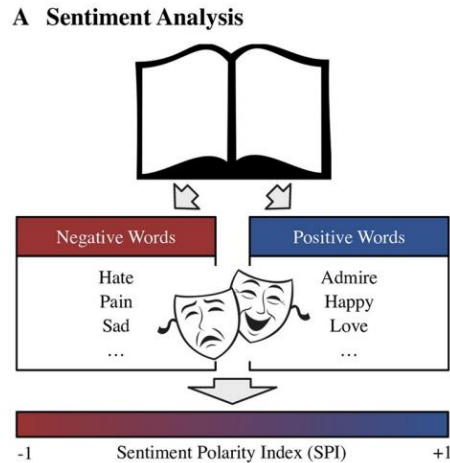 A Sentiment Analysis
Negative Words
Hate
Pain
Sad
...
Positive Words
Admire
Happy
Love
...
-1 Sentiment Polarity Index (SPI) +1